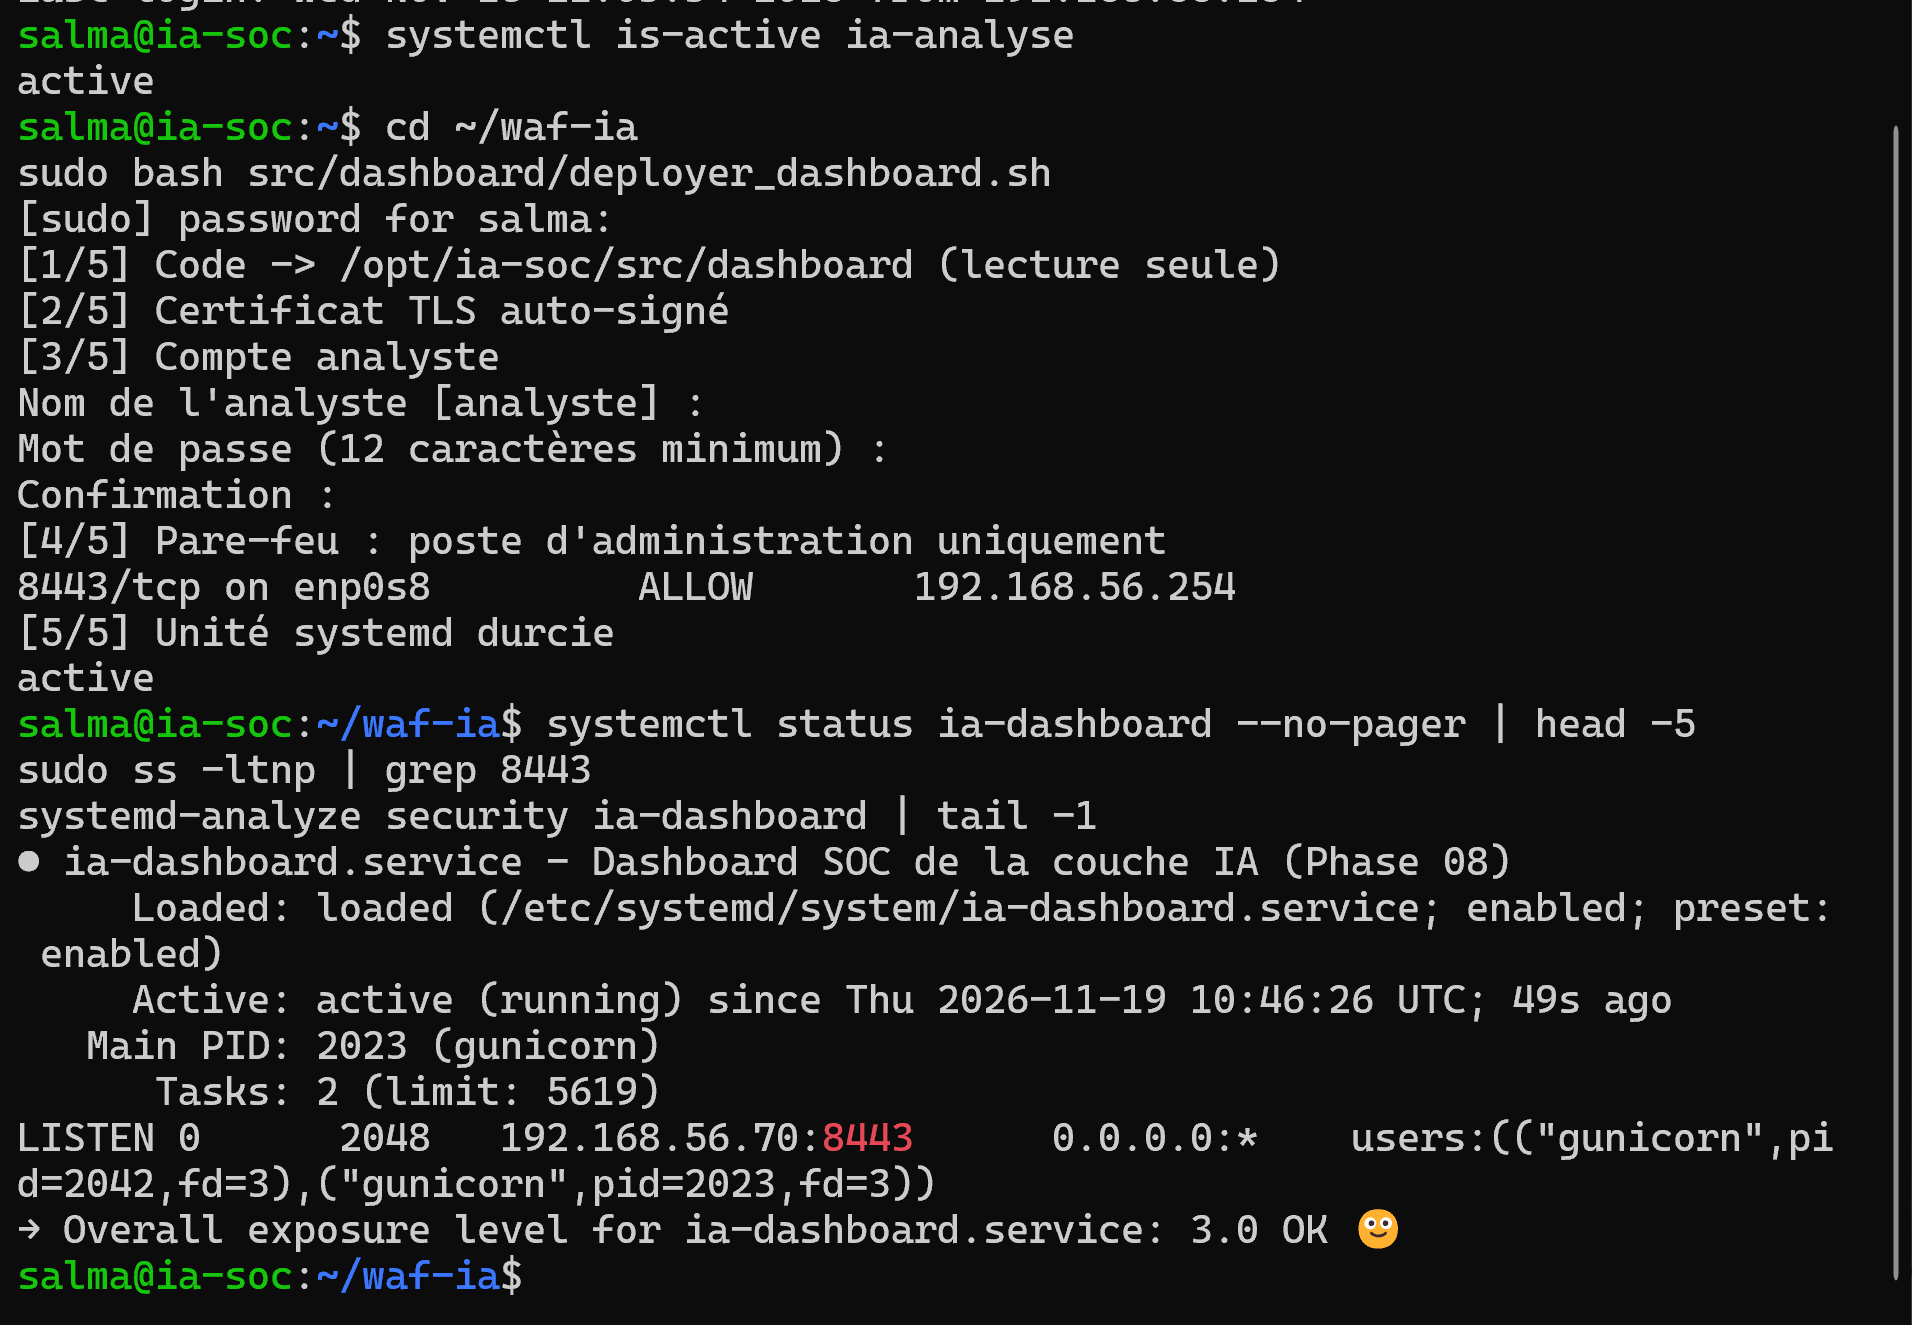 salma@ia-soc:~$ systemctl is-active ia-analyse
active
salma@ia-soc:~$ cd ~/waf-ia
sudo bash src/dashboard/deployer_dashboard.sh
[sudo] password for salma:
[1/5] Code -> /opt/ia-soc/src/dashboard (lecture seule)
[2/5] Certificat TLS auto-signé
[3/5] Compte analyste
Nom de l'analyste [analyste] :
Mot de passe (12 caractères minimum) :
Confirmation :
[4/5] Pare-feu : poste d'administration uniquement
8443/tcp on enp0s8         ALLOW       192.168.56.254
[5/5] Unité systemd durcie
active
salma@ia-soc:~/waf-ia$ systemctl status ia-dashboard --no-pager | head -5
sudo ss -ltnp | grep 8443
systemd-analyze security ia-dashboard | tail -1
● ia-dashboard.service - Dashboard SOC de la couche IA (Phase 08)
     Loaded: loaded (/etc/systemd/system/ia-dashboard.service; enabled; preset:
 enabled)
     Active: active (running) since Thu 2026-11-19 10:46:26 UTC; 49s ago
   Main PID: 2023 (gunicorn)
      Tasks: 2 (limit: 5619)
LISTEN 0      2048   192.168.56.70:8443      0.0.0.0:*    users:(("gunicorn",pi
d=2042,fd=3),("gunicorn",pid=2023,fd=3))
→ Overall exposure level for ia-dashboard.service: 3.0 OK 🙂
salma@ia-soc:~/waf-ia$